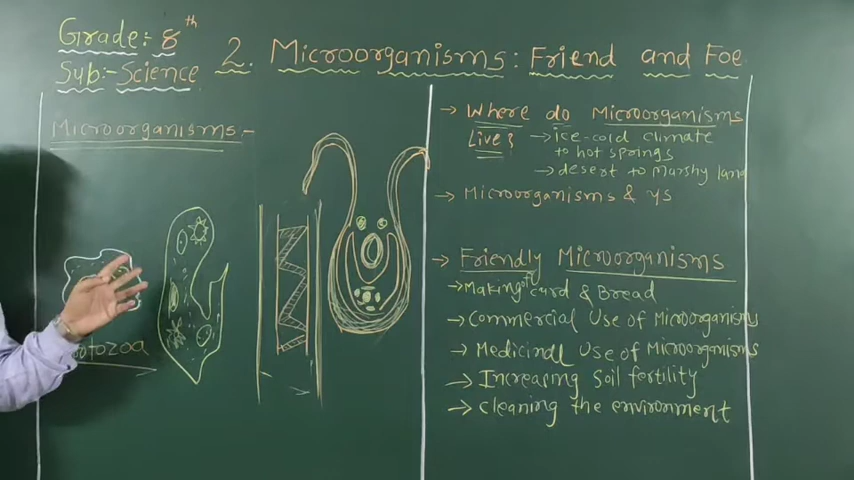 Grade:- 8th
Sub:- Science
2. Microorganisms: Friend and Foe
Microorganisms:-
→ Where do Microorganisms
Live?
→ ice-cold climate
to hot springs
→ desert to Marshy land
→ Microorganisms & ys
→ Friendly Microorganisms
→ Making of curd & Bread
→ Commercial Use of Microorganisms
→ Medicinal Use of Microorganisms
→ Increasing Soil fertility
→ cleaning the environment